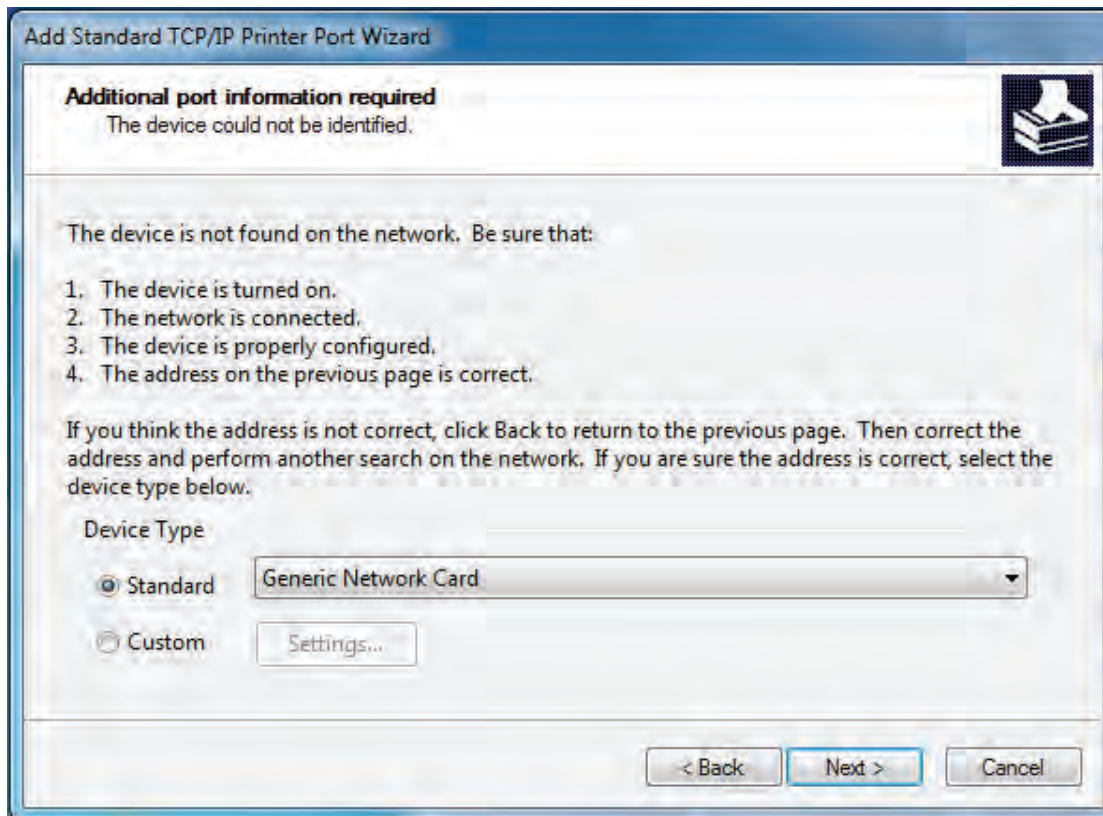 Add Standard TCP/IP Printer Port Wizard
Additional port information required
The device could not be identified.
The device is not found on the network.  Be sure that:
1.  The device is turned on.
2.  The network is connected.
3.  The device is properly configured.
4.  The address on the previous page is correct.
If you think the address is not correct, click Back to return to the previous page.  Then correct the
address and perform another search on the network.  If you are sure the address is correct, select the
device type below.
Device Type
Standard
Generic Network Card
Custom
Settings...
< Back
Next >
Cancel